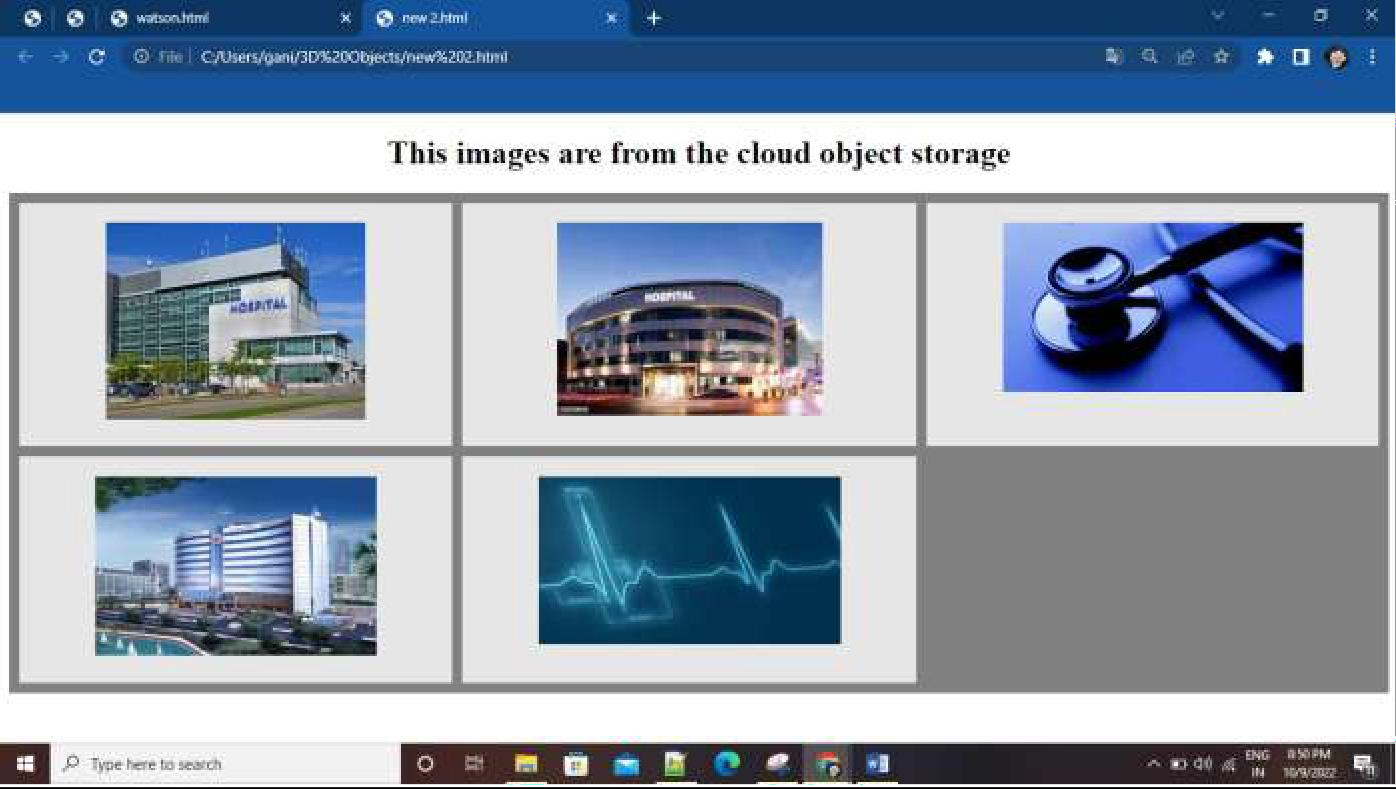 watson.html
new 2.html
File
C:/Users/gani/3D%20Objects/new%202.html
This images are from the cloud object storage
HOSPITAL
HOSPITAL
Type here to search
ENG
8:50 PM
IN
10/9/2022